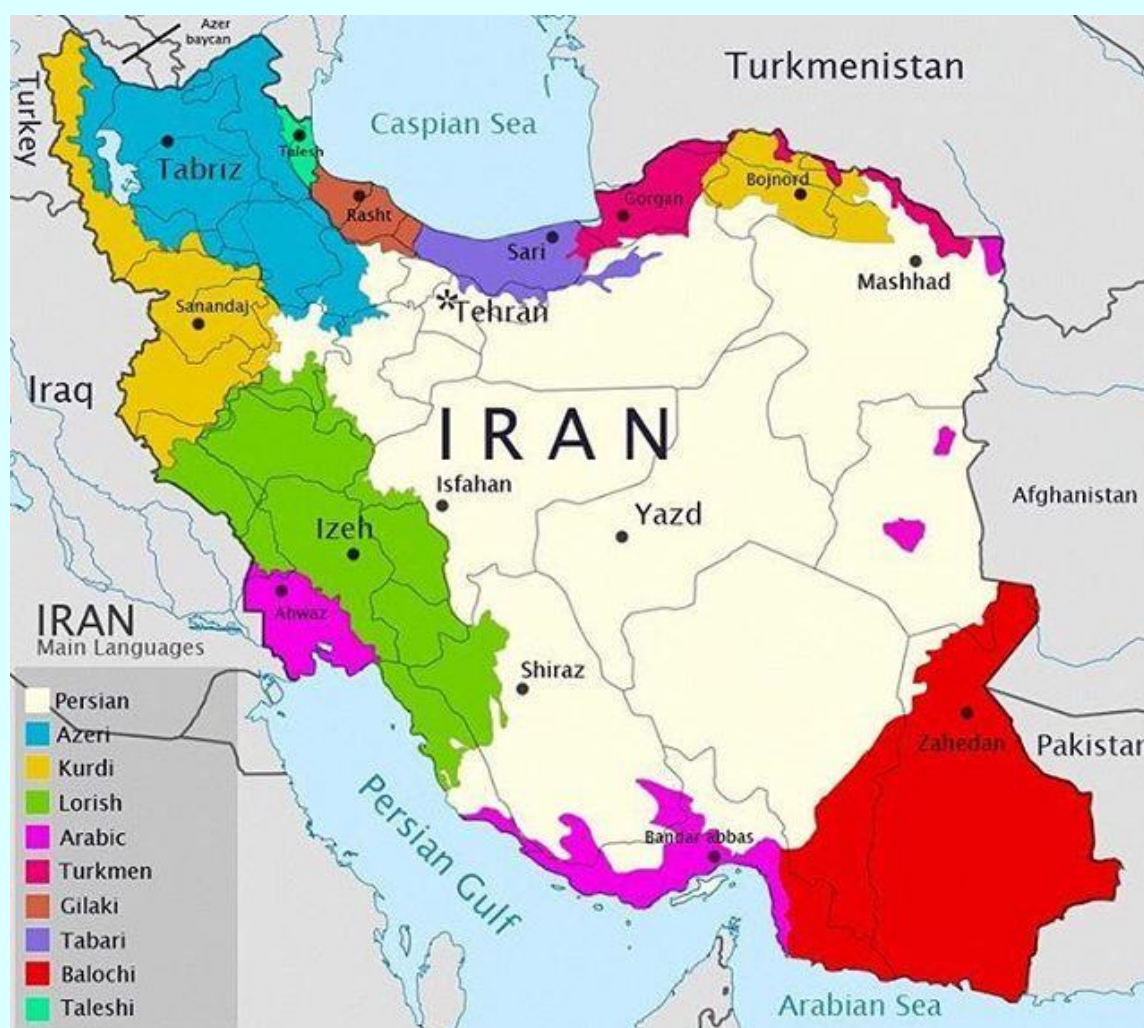 Azer
baycan
Turkmenistan
Turkey
Caspian Sea
Talesh
Tabrız
Bojnord
Rasht
Gorgan
Sari
Mashhad
Sanandaj
*Tehran
Iraq
IRAN
Isfahan
Afghanistan
Yazd
Izeh
Ahwaz
IRAN
Main Languages
Shiraz
Persian
Azeri
Kurdi
Lorish
Arabic
Turkmen
Gilaki
Tabari
Balochi
Taleshi
Zahedan
Pakistan
Persian Gulf
Bandar abbas
Arabian Sea